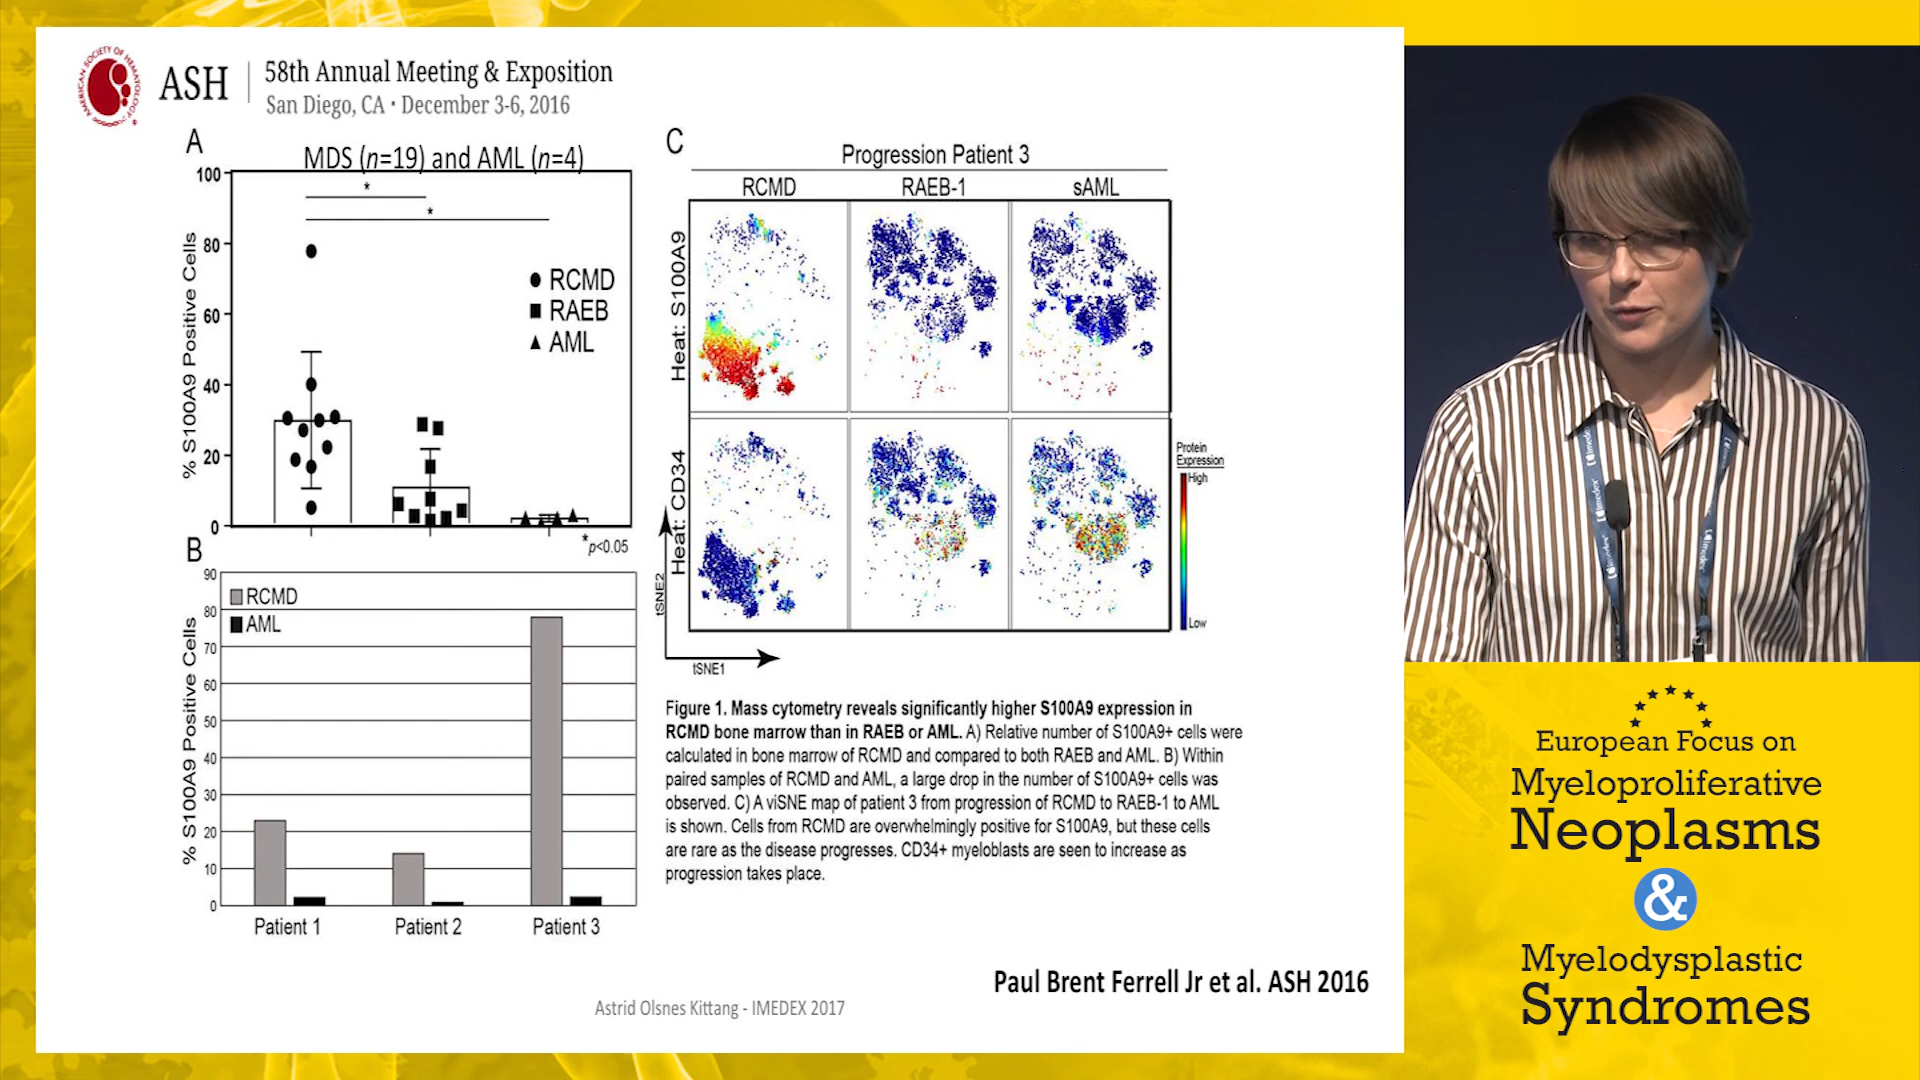 ASH
58th Annual Meeting & Exposition
San Diego, CA • December 3-6, 2016
AMERICAN SOCIETY OF HEMATOLOGY
A
MDS (n=19) and AML (n=4)
% S100A9 Positive Cells
100
80
60
40
20
0
*
*
RCMD
RAEB
AML
*p<0.05
B
% S100A9 Positive Cells
90
80
70
60
50
40
30
20
10
0
RCMD
AML
Patient 1
Patient 2
Patient 3
C
Progression Patient 3
RCMD
RAEB-1
sAML
Heat: S100A9
Heat: CD34
Protein
Expression
High
Low
tSNE2
tSNE1
Figure 1. Mass cytometry reveals significantly higher S100A9 expression in
RCMD bone marrow than in RAEB or AML. A) Relative number of S100A9+ cells were
calculated in bone marrow of RCMD and compared to both RAEB and AML. B) Within
paired samples of RCMD and AML, a large drop in the number of S100A9+ cells was
observed. C) A viSNE map of patient 3 from progression of RCMD to RAEB-1 to AML
is shown. Cells from RCMD are overwhelmingly positive for S100A9, but these cells
are rare as the disease progresses. CD34+ myeloblasts are seen to increase as
progression takes place.
Paul Brent Ferrell Jr et al. ASH 2016
Astrid Olsnes Kittang - IMEDEX 2017
imedex
imedex
imedex
imedex
European Focus on
Myeloproliferative
Neoplasms
&
Myelodysplastic
Syndromes